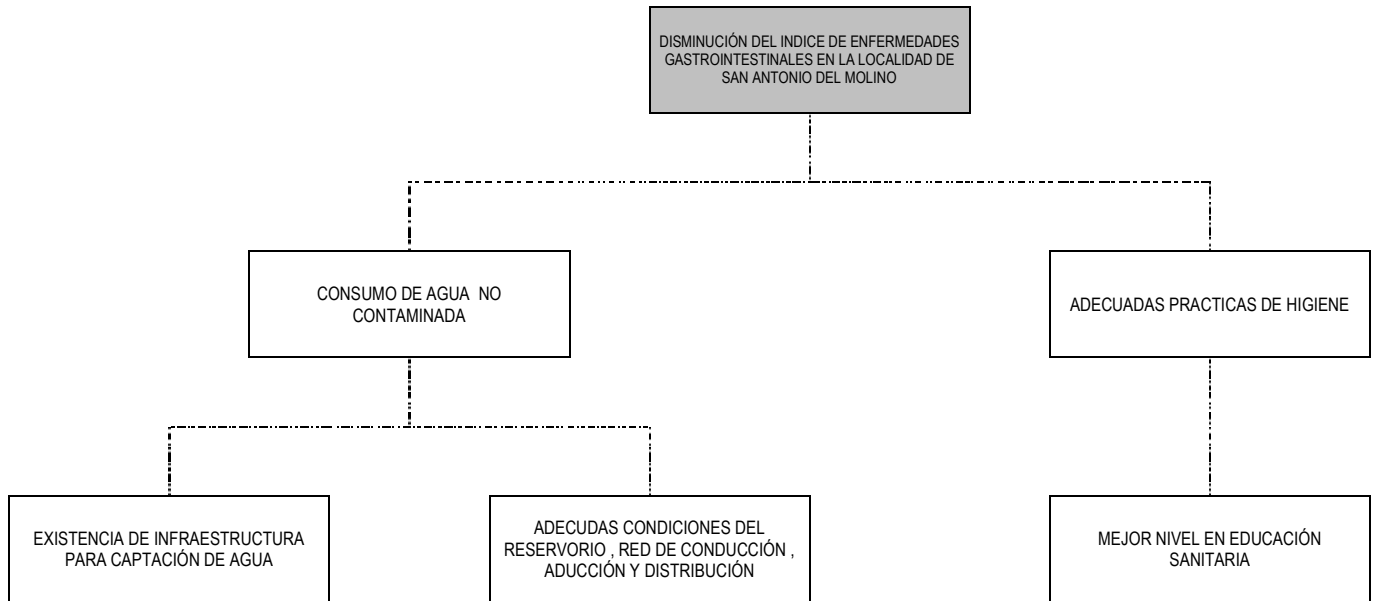 DISMINUCIÓN DEL INDICE DE ENFERMEDADES
GASTROINTESTINALES EN LA LOCALIDAD DE
SAN ANTONIO DEL MOLINO
CONSUMO DE AGUA NO
CONTAMINADA
ADECUADAS PRACTICAS DE HIGIENE
EXISTENCIA DE INFRAESTRUCTURA
PARA CAPTACIÓN DE AGUA
ADECUDAS CONDICIONES DEL
RESERVORIO , RED DE CONDUCCIÓN ,
ADUCCIÓN Y DISTRIBUCIÓN
MEJOR NIVEL EN EDUCACIÓN
SANITARIA